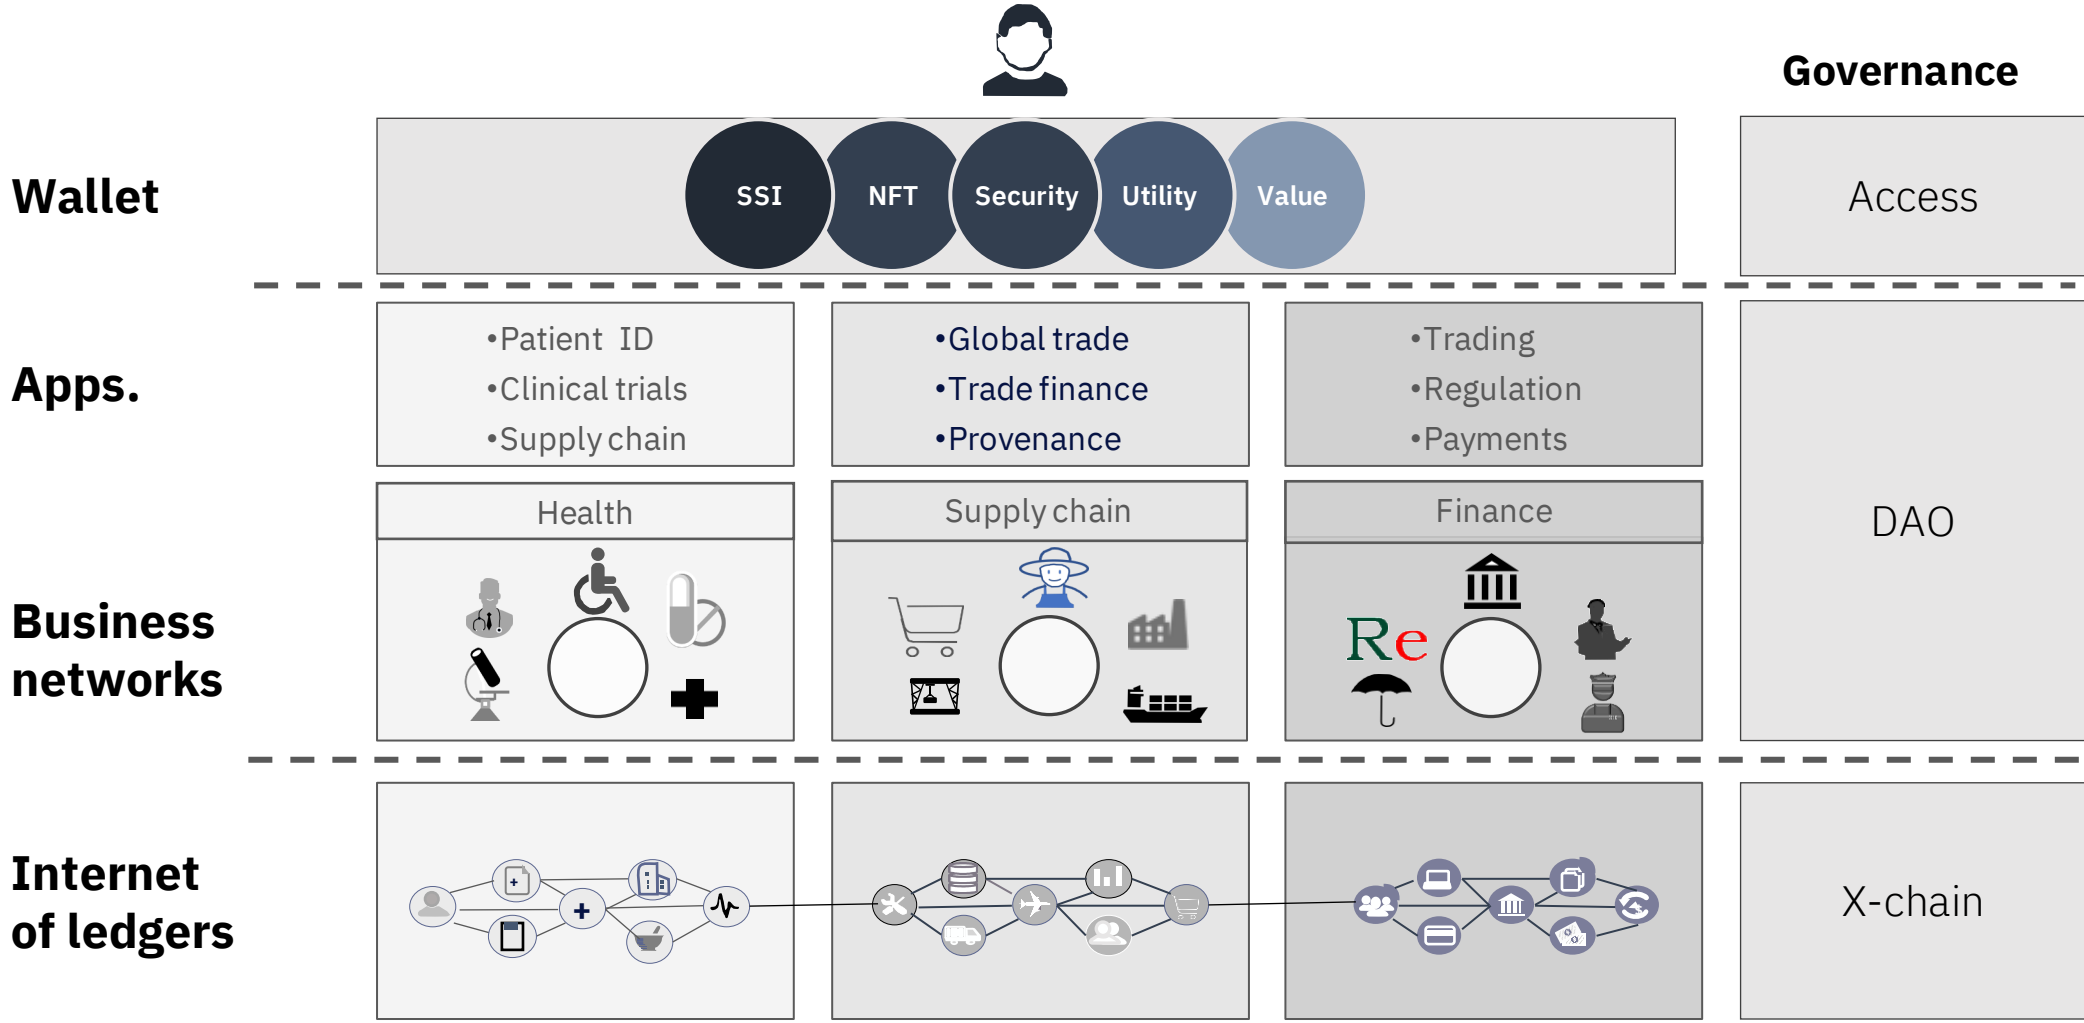 Governance
Wallet
SSI
NFT
Security
Utility
Value
Access
Apps.
•Patient ID
•Clinical trials
•Supply chain
•Global trade
•Trade finance
•Provenance
•Trading
•Regulation
•Payments
DAO
Business
networks
Health
Supply chain
Finance
Re
Internet
of ledgers
X-chain